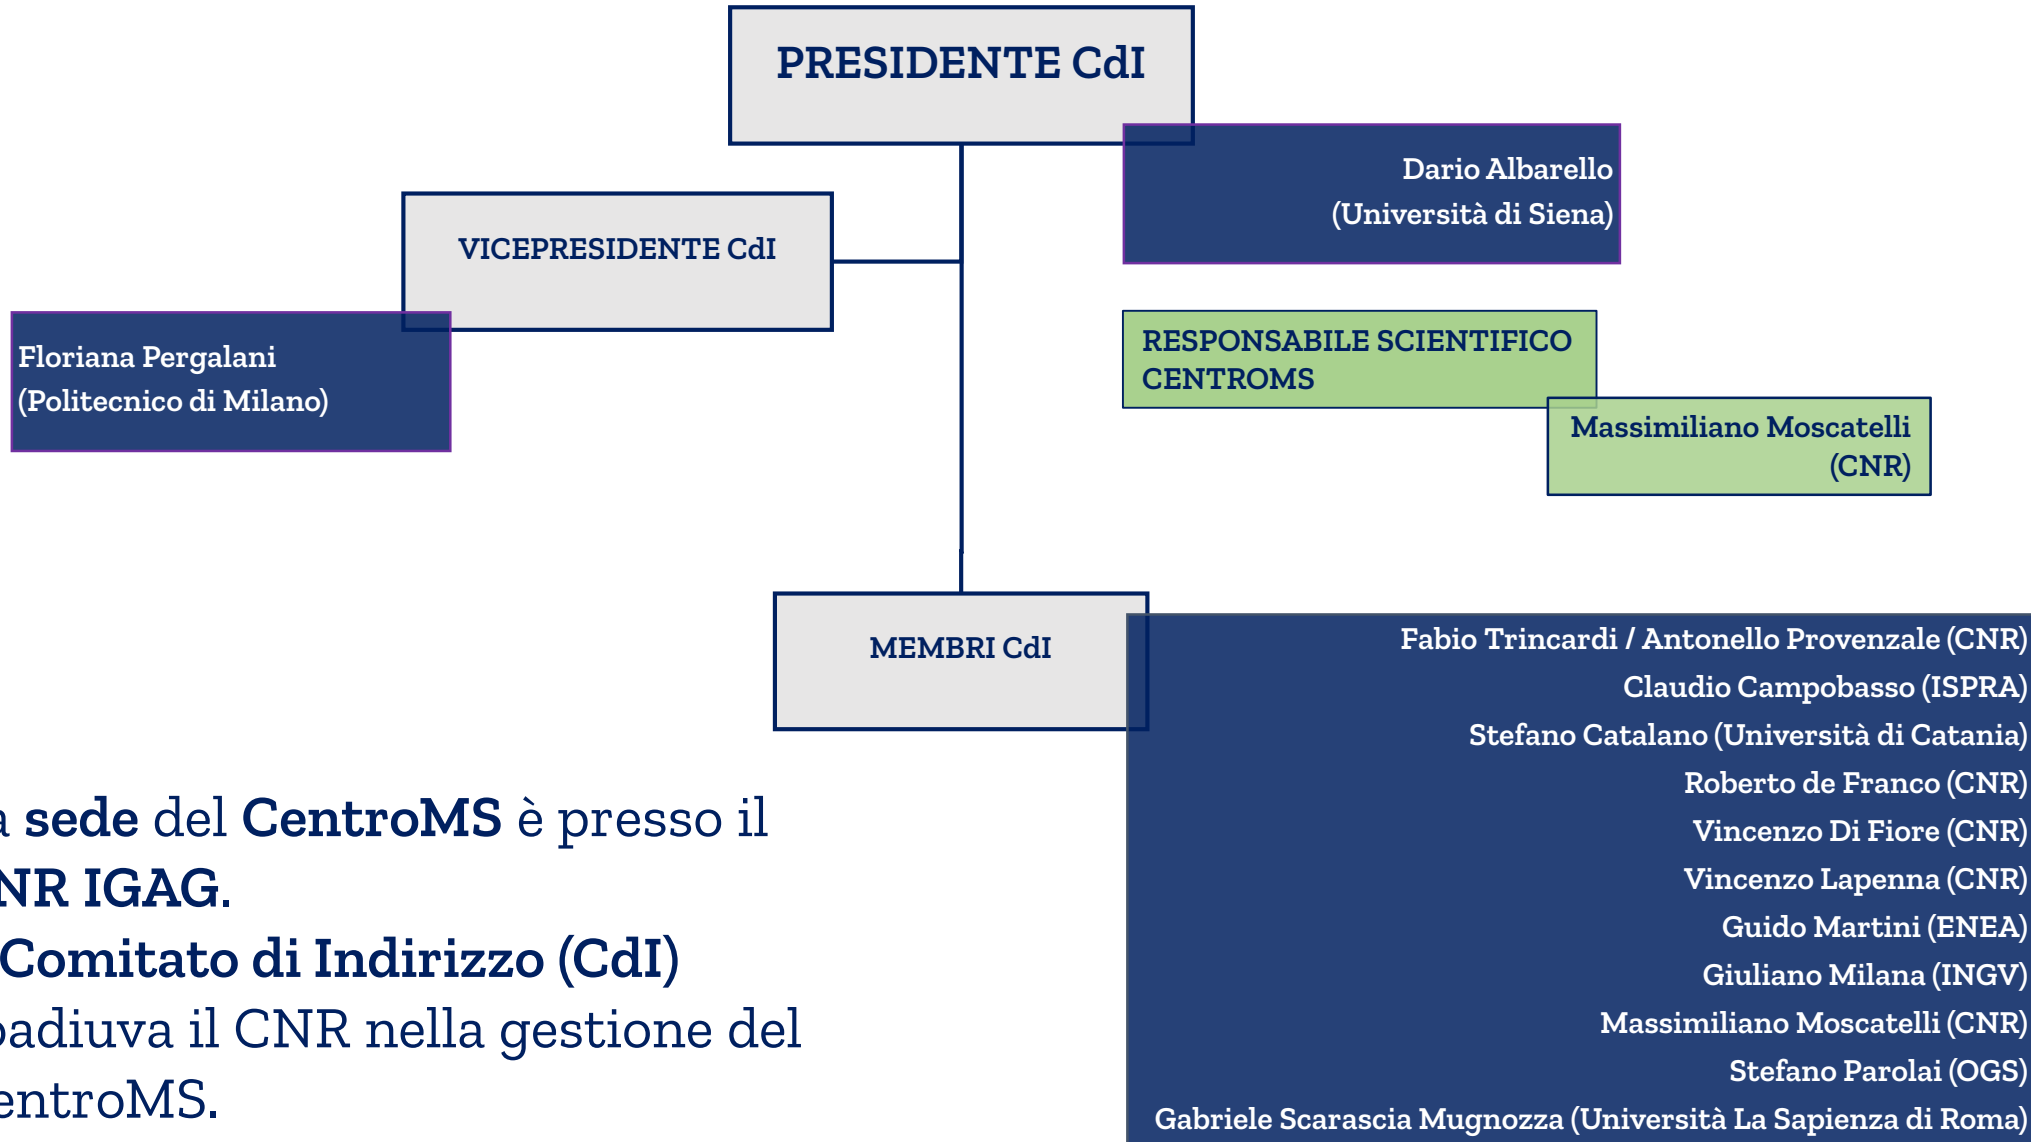 PRESIDENTE CdI
Dario Albarello
(Università di Siena)
VICEPRESIDENTE CdI
Floriana Pergalani
(Politecnico di Milano)
RESPONSABILE SCIENTIFICO
CENTROMS
Massimiliano Moscatelli
(CNR)
MEMBRI CdI
Fabio Trincardi / Antonello Provenzale (CNR)
Claudio Campobasso (ISPRA)
Stefano Catalano (Università di Catania)
Roberto de Franco (CNR)
Vincenzo Di Fiore (CNR)
Vincenzo Lapenna (CNR)
Guido Martini (ENEA)
Giuliano Milana (INGV)
Massimiliano Moscatelli (CNR)
Stefano Parolai (OGS)
Gabriele Scarascia Mugnozza (Università La Sapienza di Roma)
a sede del CentroMS è presso il
NR IGAG.
Comitato di Indirizzo (CdI)
adiuva il CNR nella gestione del
entroMS.